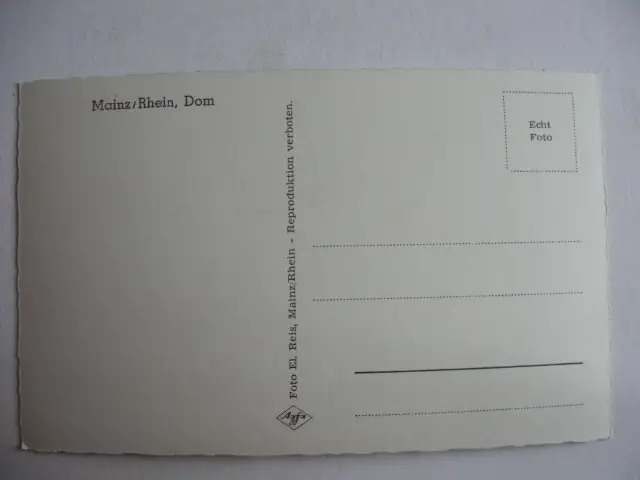 Mainz/Rhein, Dom
Echt
Foto
Foto El. Reis, Mainz/Rhein - Reproduktion verboten.
Agfa